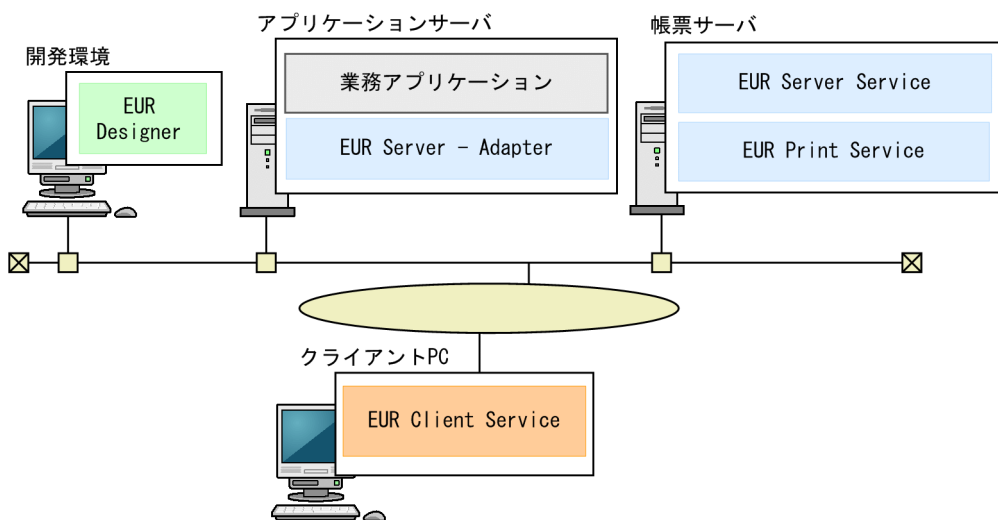 開発環境
EUR
Designer
アプリケーションサーバ
業務アプリケーション
EUR Server - Adapter
帳票サーバ
EUR Server Service
EUR Print Service
クライアントPC
EUR Client Service